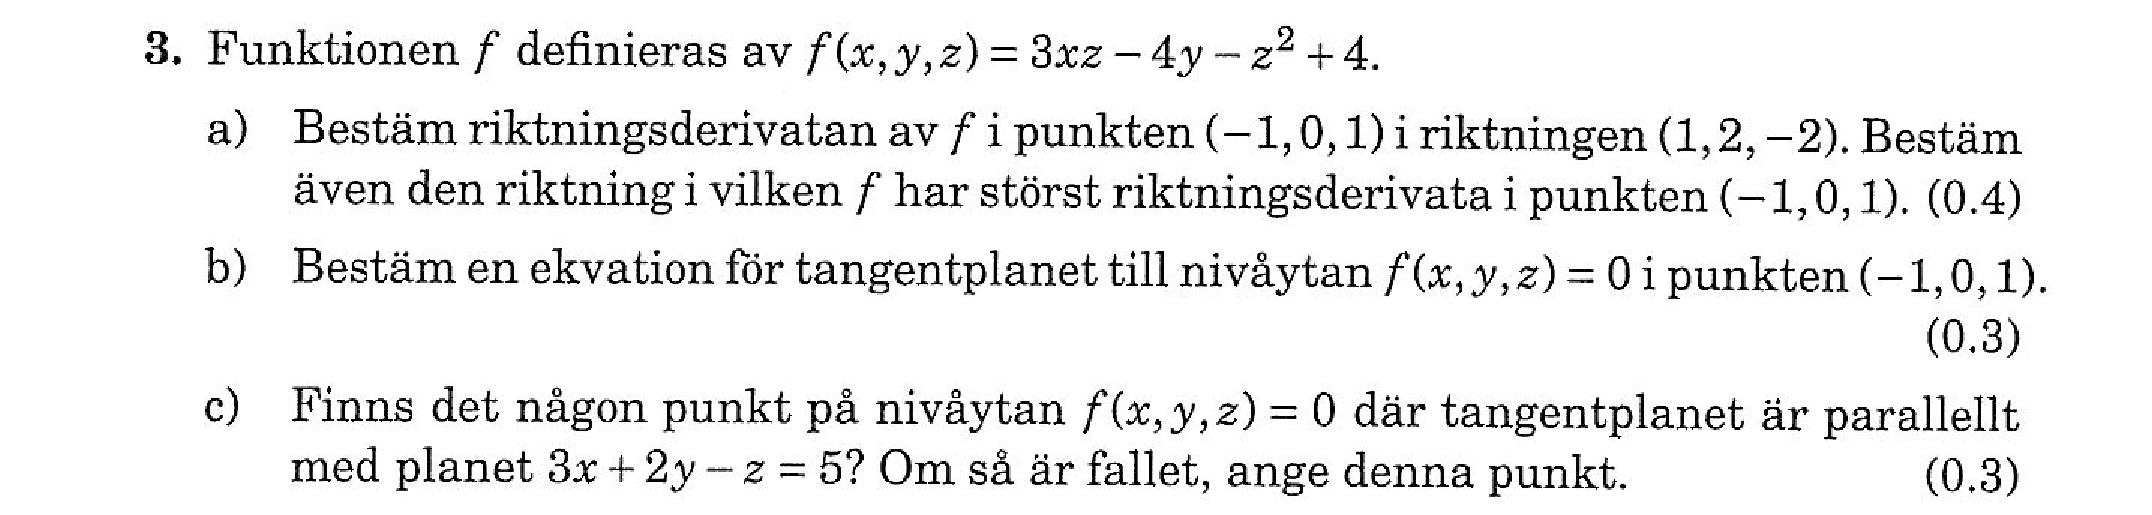 3. Funktionen f definieras av f(x, y, z) = 3xz − 4y − z² + 4.
a) Bestäm riktningsderivatan av f i punkten (−1, 0, 1) i riktningen (1, 2, −2). Bestäm
även den riktning i vilken f har störst riktningsderivata i punkten (−1, 0, 1). (0.4)
b) Bestäm en ekvation för tangentplanet till nivåytan f(x, y, z) = 0 i punkten (−1, 0, 1).
(0.3)
c) Finns det någon punkt på nivåytan f(x, y, z) = 0 där tangentplanet är parallellt
med planet 3x + 2y − z = 5? Om så är fallet, ange denna punkt. (0.3)